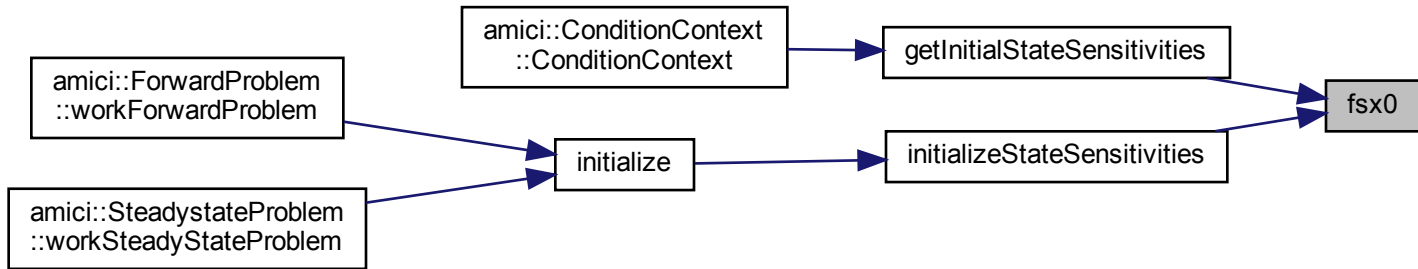 amici::ConditionContext
::ConditionContext
getInitialStateSensitivities
fsx0
amici::ForwardProblem
::workForwardProblem
initialize
initializeStateSensitivities
amici::SteadystateProblem
::workSteadyStateProblem